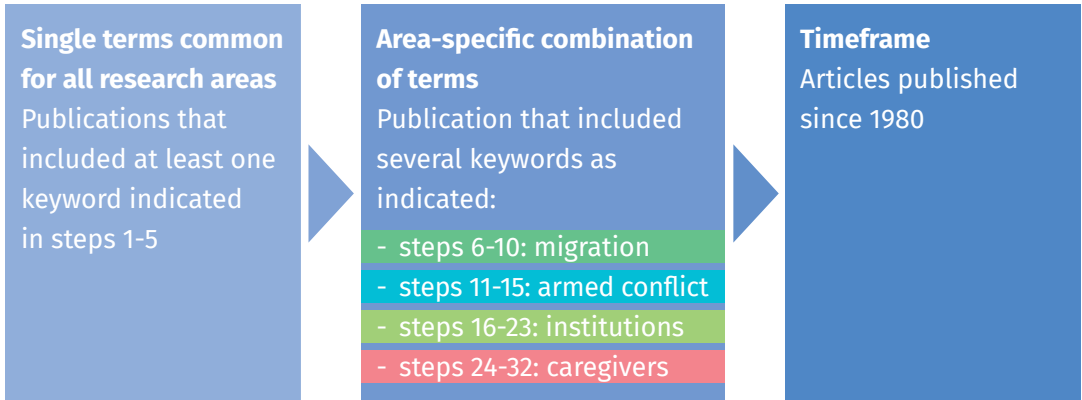 Single terms common
for all research areas
Publications that
included at least one
keyword indicated
in steps 1-5
Area-specific combination
of terms
Publication that included
several keywords as
indicated:
- steps 6-10: migration
- steps 11-15: armed conflict
- steps 16-23: institutions
- steps 24-32: caregivers
Timeframe
Articles published
since 1980